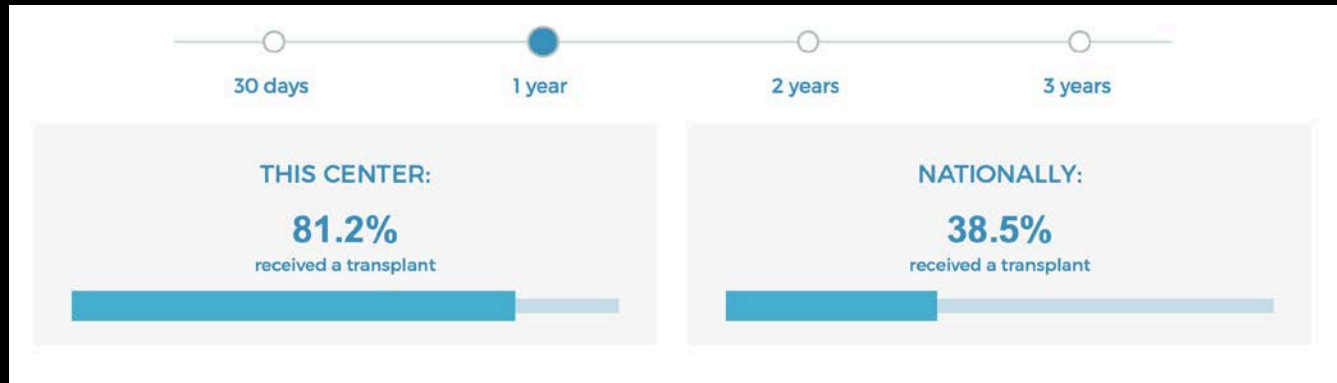 30 days
1 year
2 years
3 years
THIS CENTER:
81.2%
received a transplant
NATIONALLY:
38.5%
received a transplant